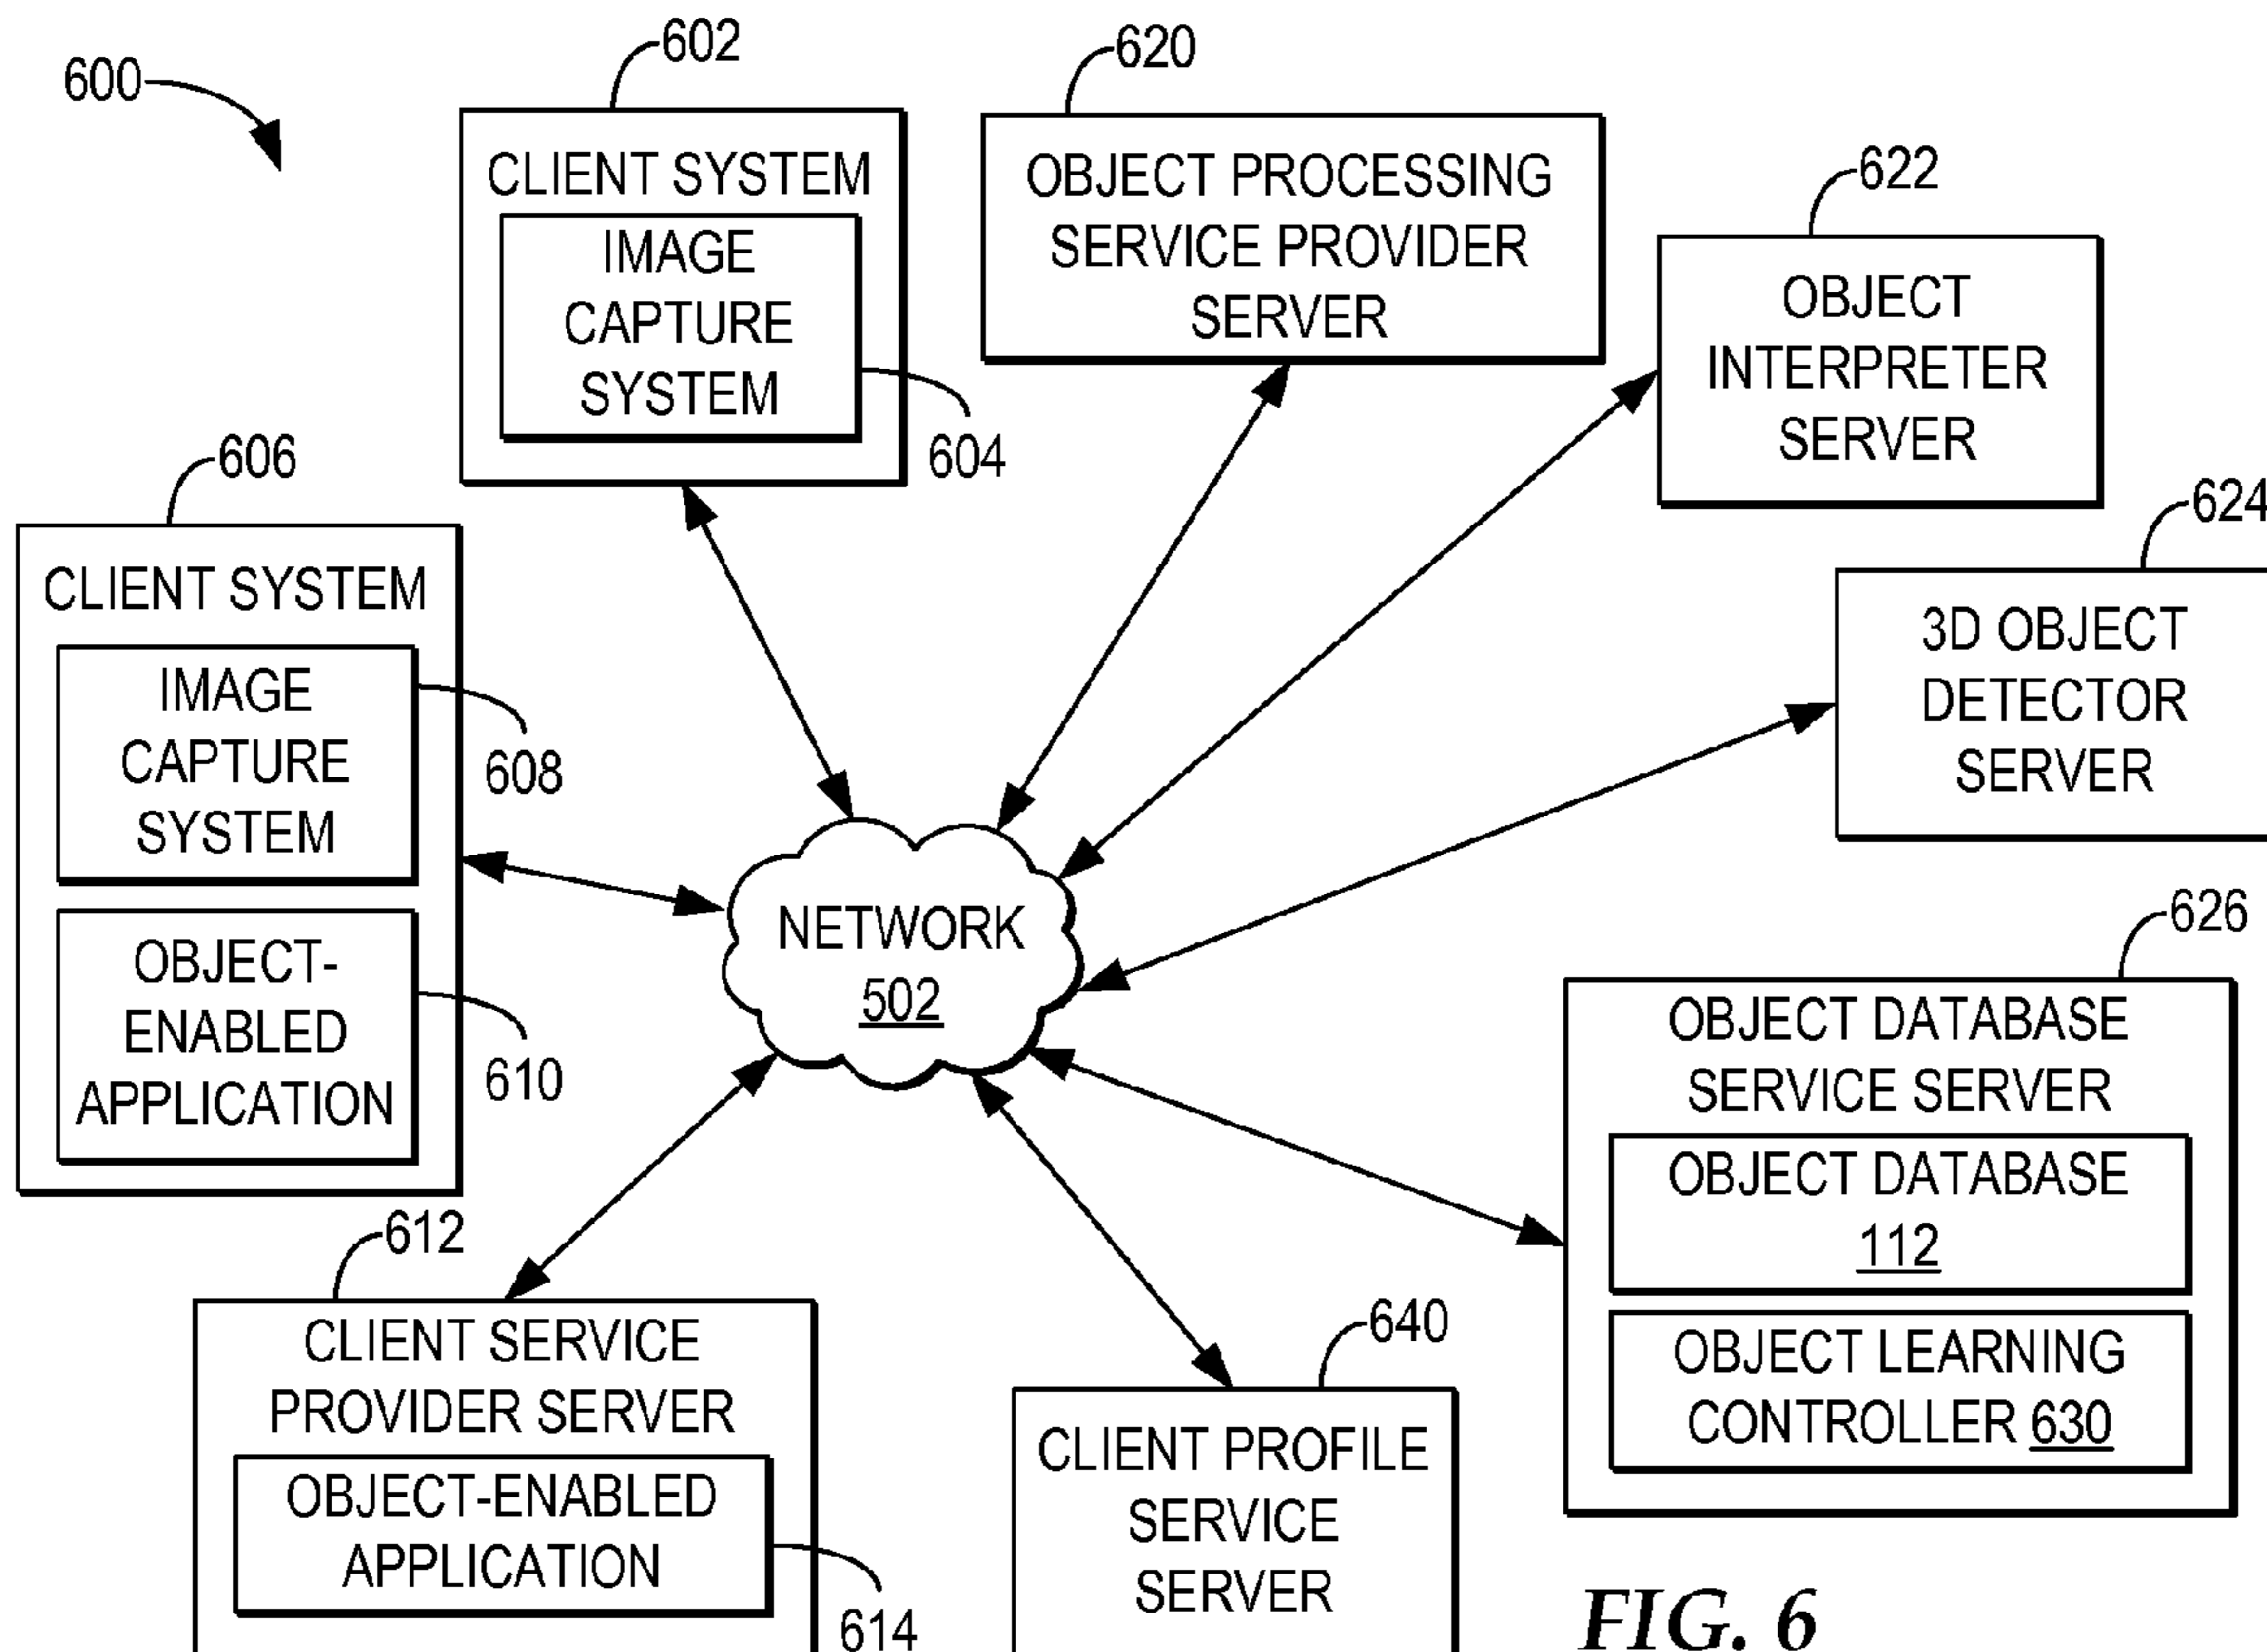 600
602
CLIENT SYSTEM
IMAGE
CAPTURE
SYSTEM
604
620
OBJECT PROCESSING
SERVICE PROVIDER
SERVER
622
OBJECT
INTERPRETER
SERVER
624
3D OBJECT
DETECTOR
SERVER
606
CLIENT SYSTEM
IMAGE
CAPTURE
SYSTEM
608
OBJECT-
ENABLED
APPLICATION
610
NETWORK
502
626
OBJECT DATABASE
SERVICE SERVER
OBJECT DATABASE
112
OBJECT LEARNING
CONTROLLER 630
612
CLIENT SERVICE
PROVIDER SERVER
OBJECT-ENABLED
APPLICATION
614
640
CLIENT PROFILE
SERVICE
SERVER
FIG. 6